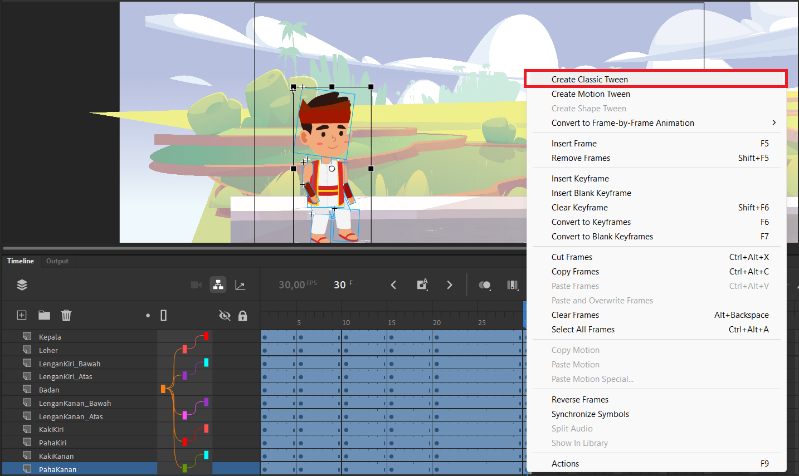 Create Classic Tween
Create Motion Tween
Create Shape Tween
Convert to Frame-by-Frame Animation
Insert Frame F5
Remove Frames Shift+F5
Insert Keyframe
Insert Blank Keyframe
Clear Keyframe Shift+F6
Convert to Keyframes F6
Convert to Blank Keyframes F7
Cut Frames Ctrl+Alt+X
Copy Frames Ctrl+Alt+C
Paste Frames Ctrl+Alt+V
Paste and Overwrite Frames
Clear Frames Alt+Backspace
Select All Frames Ctrl+Alt+A
Copy Motion
Paste Motion
Paste Motion Special...
Reverse Frames
Synchronize Symbols
Split Audio
Show In Library
Actions F9
Timeline Output
30,00 FPS 30 F
5 10 15 20 25
Kepala
Leher
LenganKiri_Bawah
LenganKiri_Atas
Badan
LenganKanan_Bawah
LenganKanan_Atas
KakiKiri
PahaKiri
KakiKanan
PahaKanan